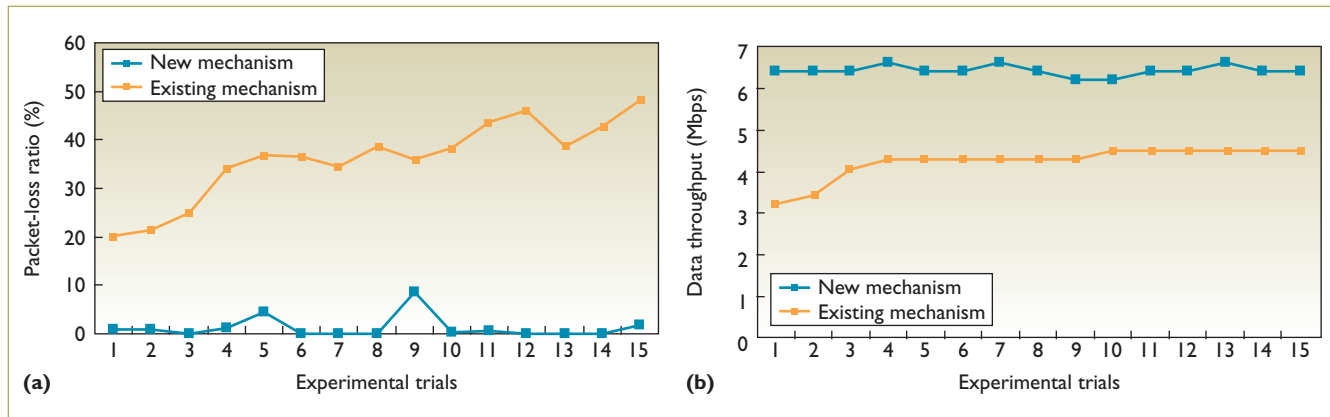 60
50
40
30
20
10
0
Packet-loss ratio (%)
New mechanism
Existing mechanism
1 2 3 4 5 6 7 8 9 10 11 12 13 14 15
(a)
Experimental trials
7
6
5
4
3
2
1
0
Data throughput (Mbps)
New mechanism
Existing mechanism
1 2 3 4 5 6 7 8 9 10 11 12 13 14 15
(b)
Experimental trials